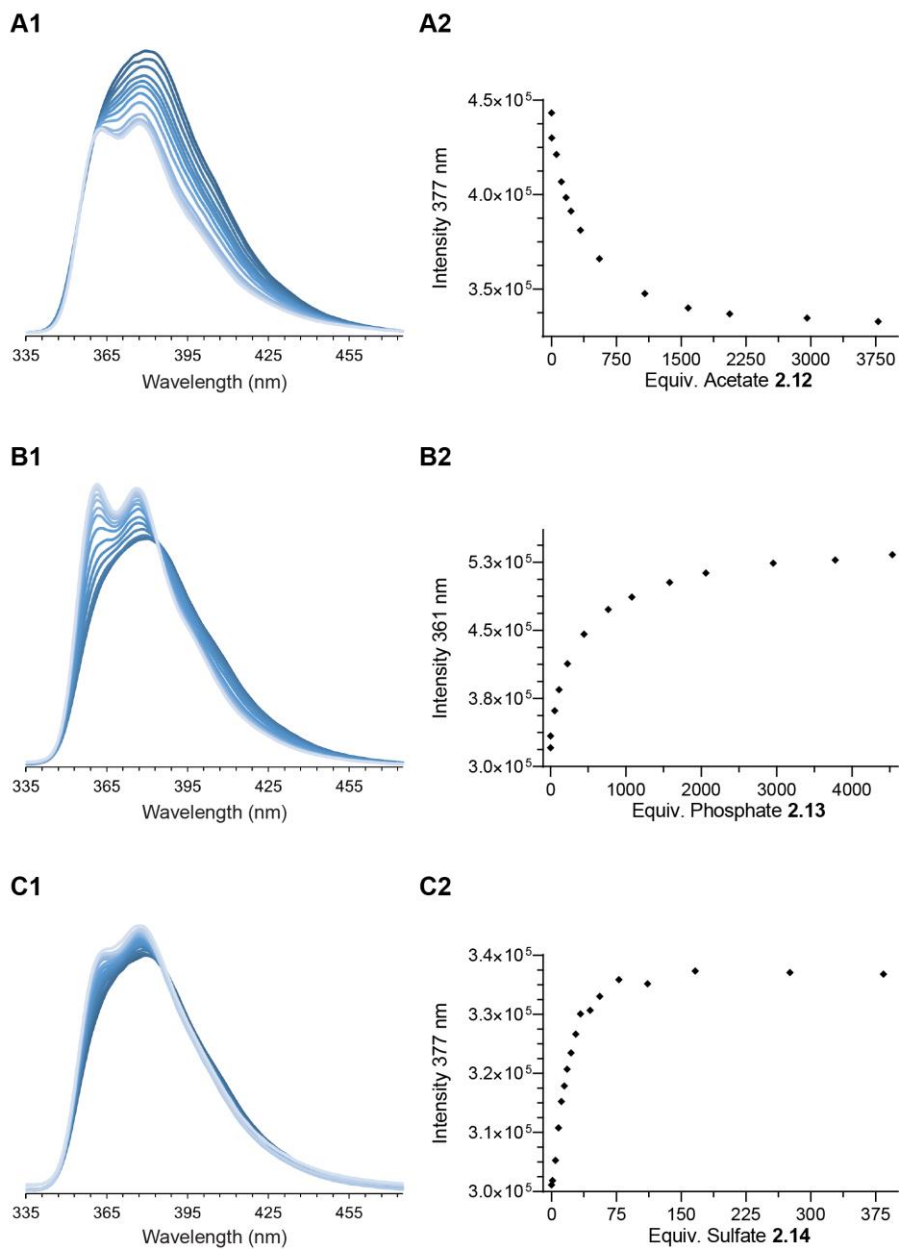 A1
335 365 395 425 455
Wavelength (nm)
A2
4.5×10⁵
4.0×10⁵
3.5×10⁵
Intensity 377 nm
0 750 1500 2250 3000 3750
Equiv. Acetate 2.12
B1
335 365 395 425 455
Wavelength (nm)
B2
5.3×10⁵
4.5×10⁵
3.8×10⁵
3.0×10⁵
Intensity 361 nm
0 1000 2000 3000 4000
Equiv. Phosphate 2.13
C1
335 365 395 425 455
Wavelength (nm)
C2
3.4×10⁵
3.3×10⁵
3.2×10⁵
3.1×10⁵
3.0×10⁵
Intensity 377 nm
0 75 150 225 300 375
Equiv. Sulfate 2.14